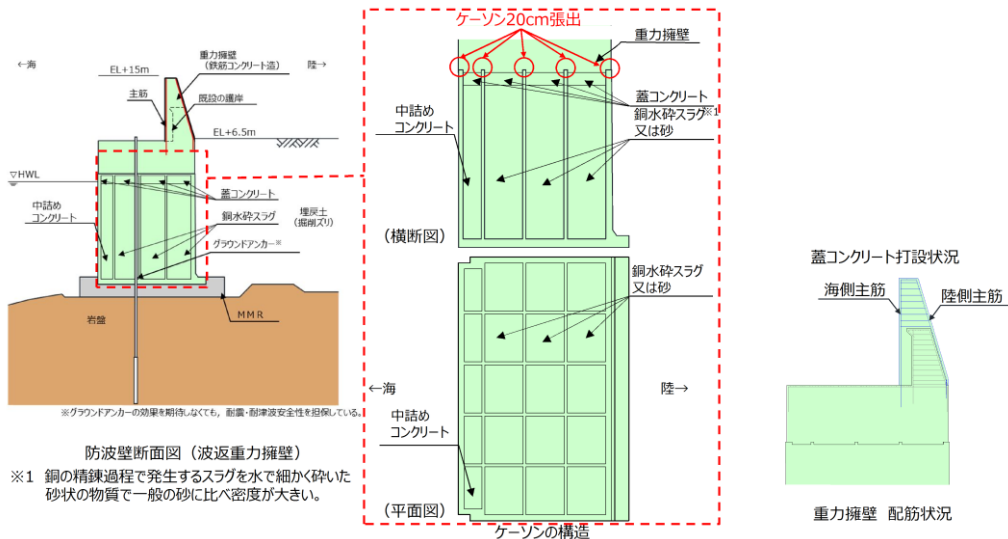 ←海
EL+15m
重力擁壁
(鉄筋コンクリート造)
陸→
主筋
既設の護岸
EL+6.5m
▽HWL
蓋コンクリート
中詰め
コンクリート
銅水砕スラグ
埋戻土
(掘削ズリ)
グラウンドアンカー※
MMR
岩盤
※グラウンドアンカーの効果を期待しなくても，耐震・耐津波安全性を担保している。
防波壁断面図（波返重力擁壁）
※1 銅の精錬過程で発生するスラグを水で細かく砕いた
砂状の物質で一般の砂に比べ密度が大きい。
ケーソン20cm張出
重力擁壁
蓋コンクリート
中詰め
コンクリート
銅水砕スラグ※1
又は砂
（横断図）
銅水砕スラグ
又は砂
←海
陸→
中詰め
コンクリート
（平面図）
ケーソンの構造
蓋コンクリート打設状況
海側主筋
陸側主筋
重力擁壁 配筋状況